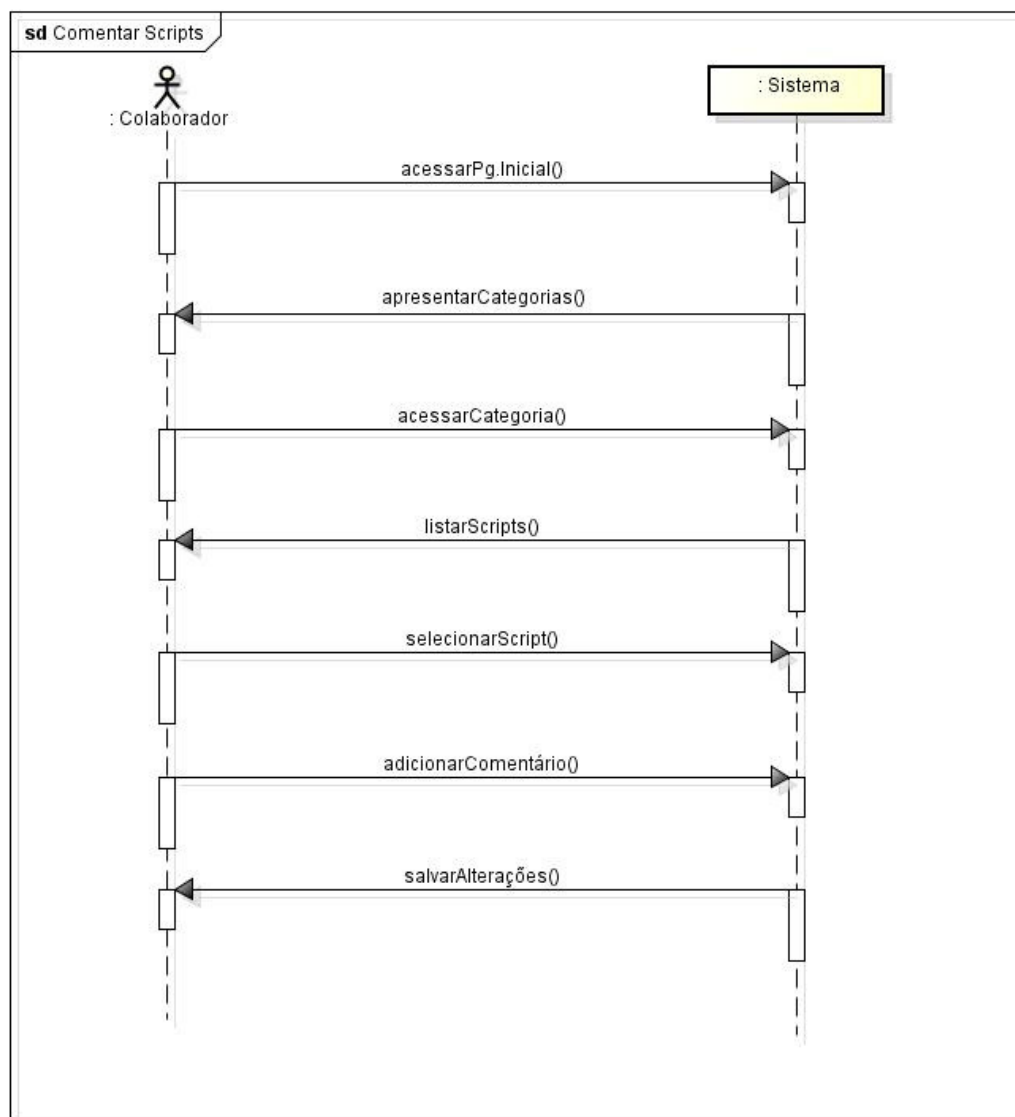 sd Comentar Scripts
: Colaborador
: Sistema
acessarPg.Inicial()
apresentarCategorias()
acessarCategoria()
listarScripts()
selecionarScript()
adicionarComentário()
salvarAlterações()